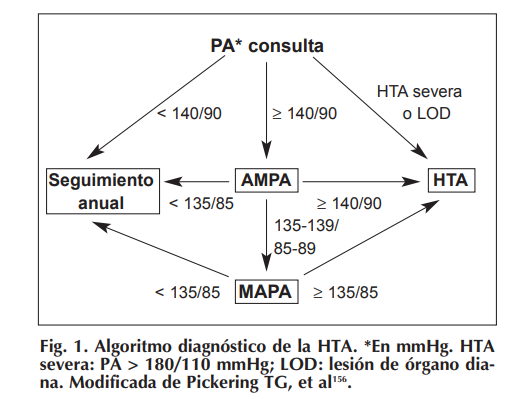 PA* consulta
HTA severa
o LOD
< 140/90
≥ 140/90
Seguimiento
anual
AMPA
HTA
< 135/85
≥ 140/90
135-139/
85-89
< 135/85
MAPA
≥ 135/85
Fig. 1. Algoritmo diagnóstico de la HTA. *En mmHg. HTA
severa: PA > 180/110 mmHg; LOD: lesión de órgano dia-
na. Modificada de Pickering TG, et al¹⁵⁶.